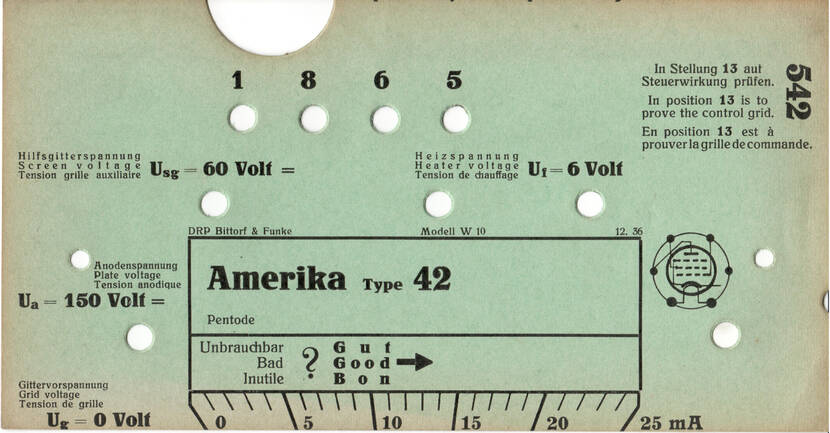 1 8 6 5
In Stellung 13 auf
Steuerwirkung prüfen.
In position 13 is to
prove the control grid.
En position 13 est à
prouver la grille de commande.
542
Hilfsgitterspannung
Screen voltage
Tension grille auxiliaire
Usg = 60 Volt =
Heizspannung
Heater voltage
Tension de chauffage
Uf = 6 Volt
DRP Bittorf & Funke Modell W 10 12. 36
Anodenspannung
Plate voltage
Tension anodique
Ua = 150 Volt =
Amerika Type 42
Pentode
Unbrauchbar
Bad
Inutile
?
Gut
Good
Bon
Gittervorspannung
Grid voltage
Tension de grille
Ug = 0 Volt
0 5 10 15 20 25 mA